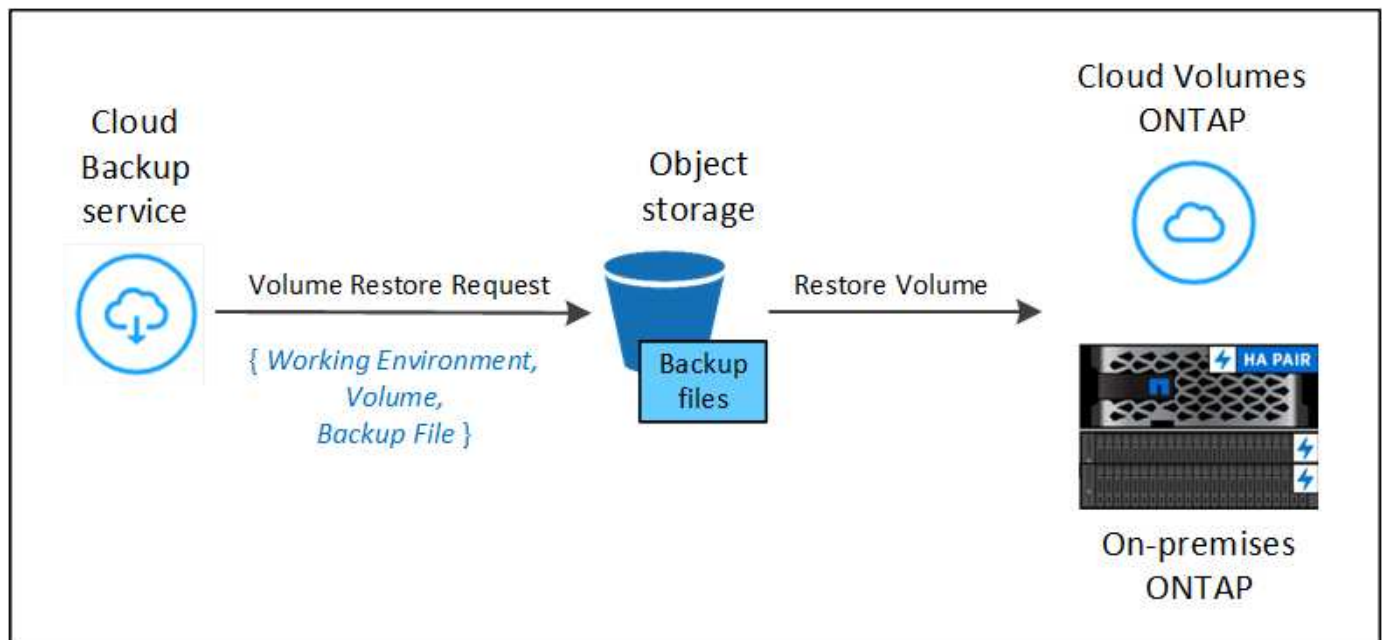 Cloud
Backup
service
Volume Restore Request
{ Working Environment,
Volume,
Backup File }
Object
storage
Backup
files
Restore Volume
Cloud Volumes
ONTAP
HA PAIR
On-premises
ONTAP